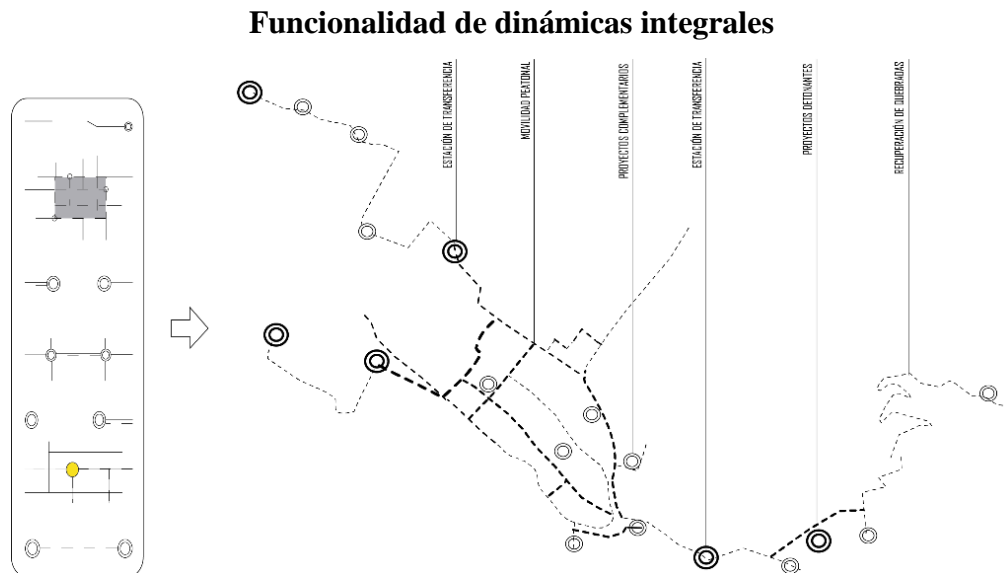 Funcionalidad de dinámicas integrales
ESTACIÓN DE TRANSFERENCIA
MOVILIDAD PEATONAL
PROYECTOS COMPLEMENTARIOS
ESTACIÓN DE TRANSFERENCIA
PROYECTOS DETONANTES
RECUPERACIÓN DE QUEBRADAS